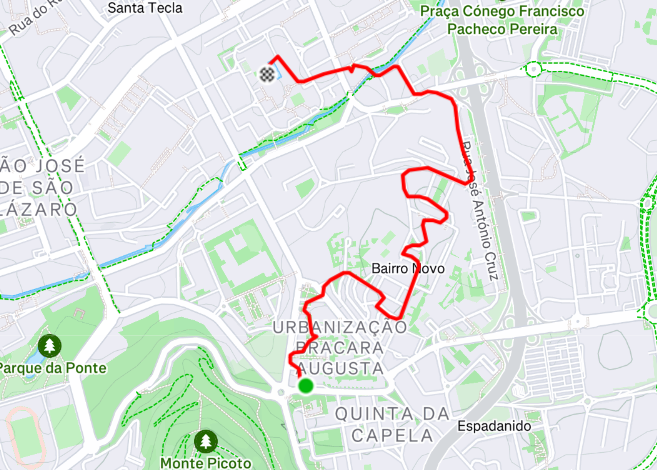 Santa Tecla
Rua do Ro
Praça Cónego Francisco
Pacheco Pereira
ÃO JOSÉ
DE SÃO
LÁZARO
Rua José António Cruz
Bairro Novo
URBANIZAÇÃO
BRACARA
AUGUSTA
Parque da Ponte
QUINTA DA
CAPELA
Espadanido
Monte Picoto